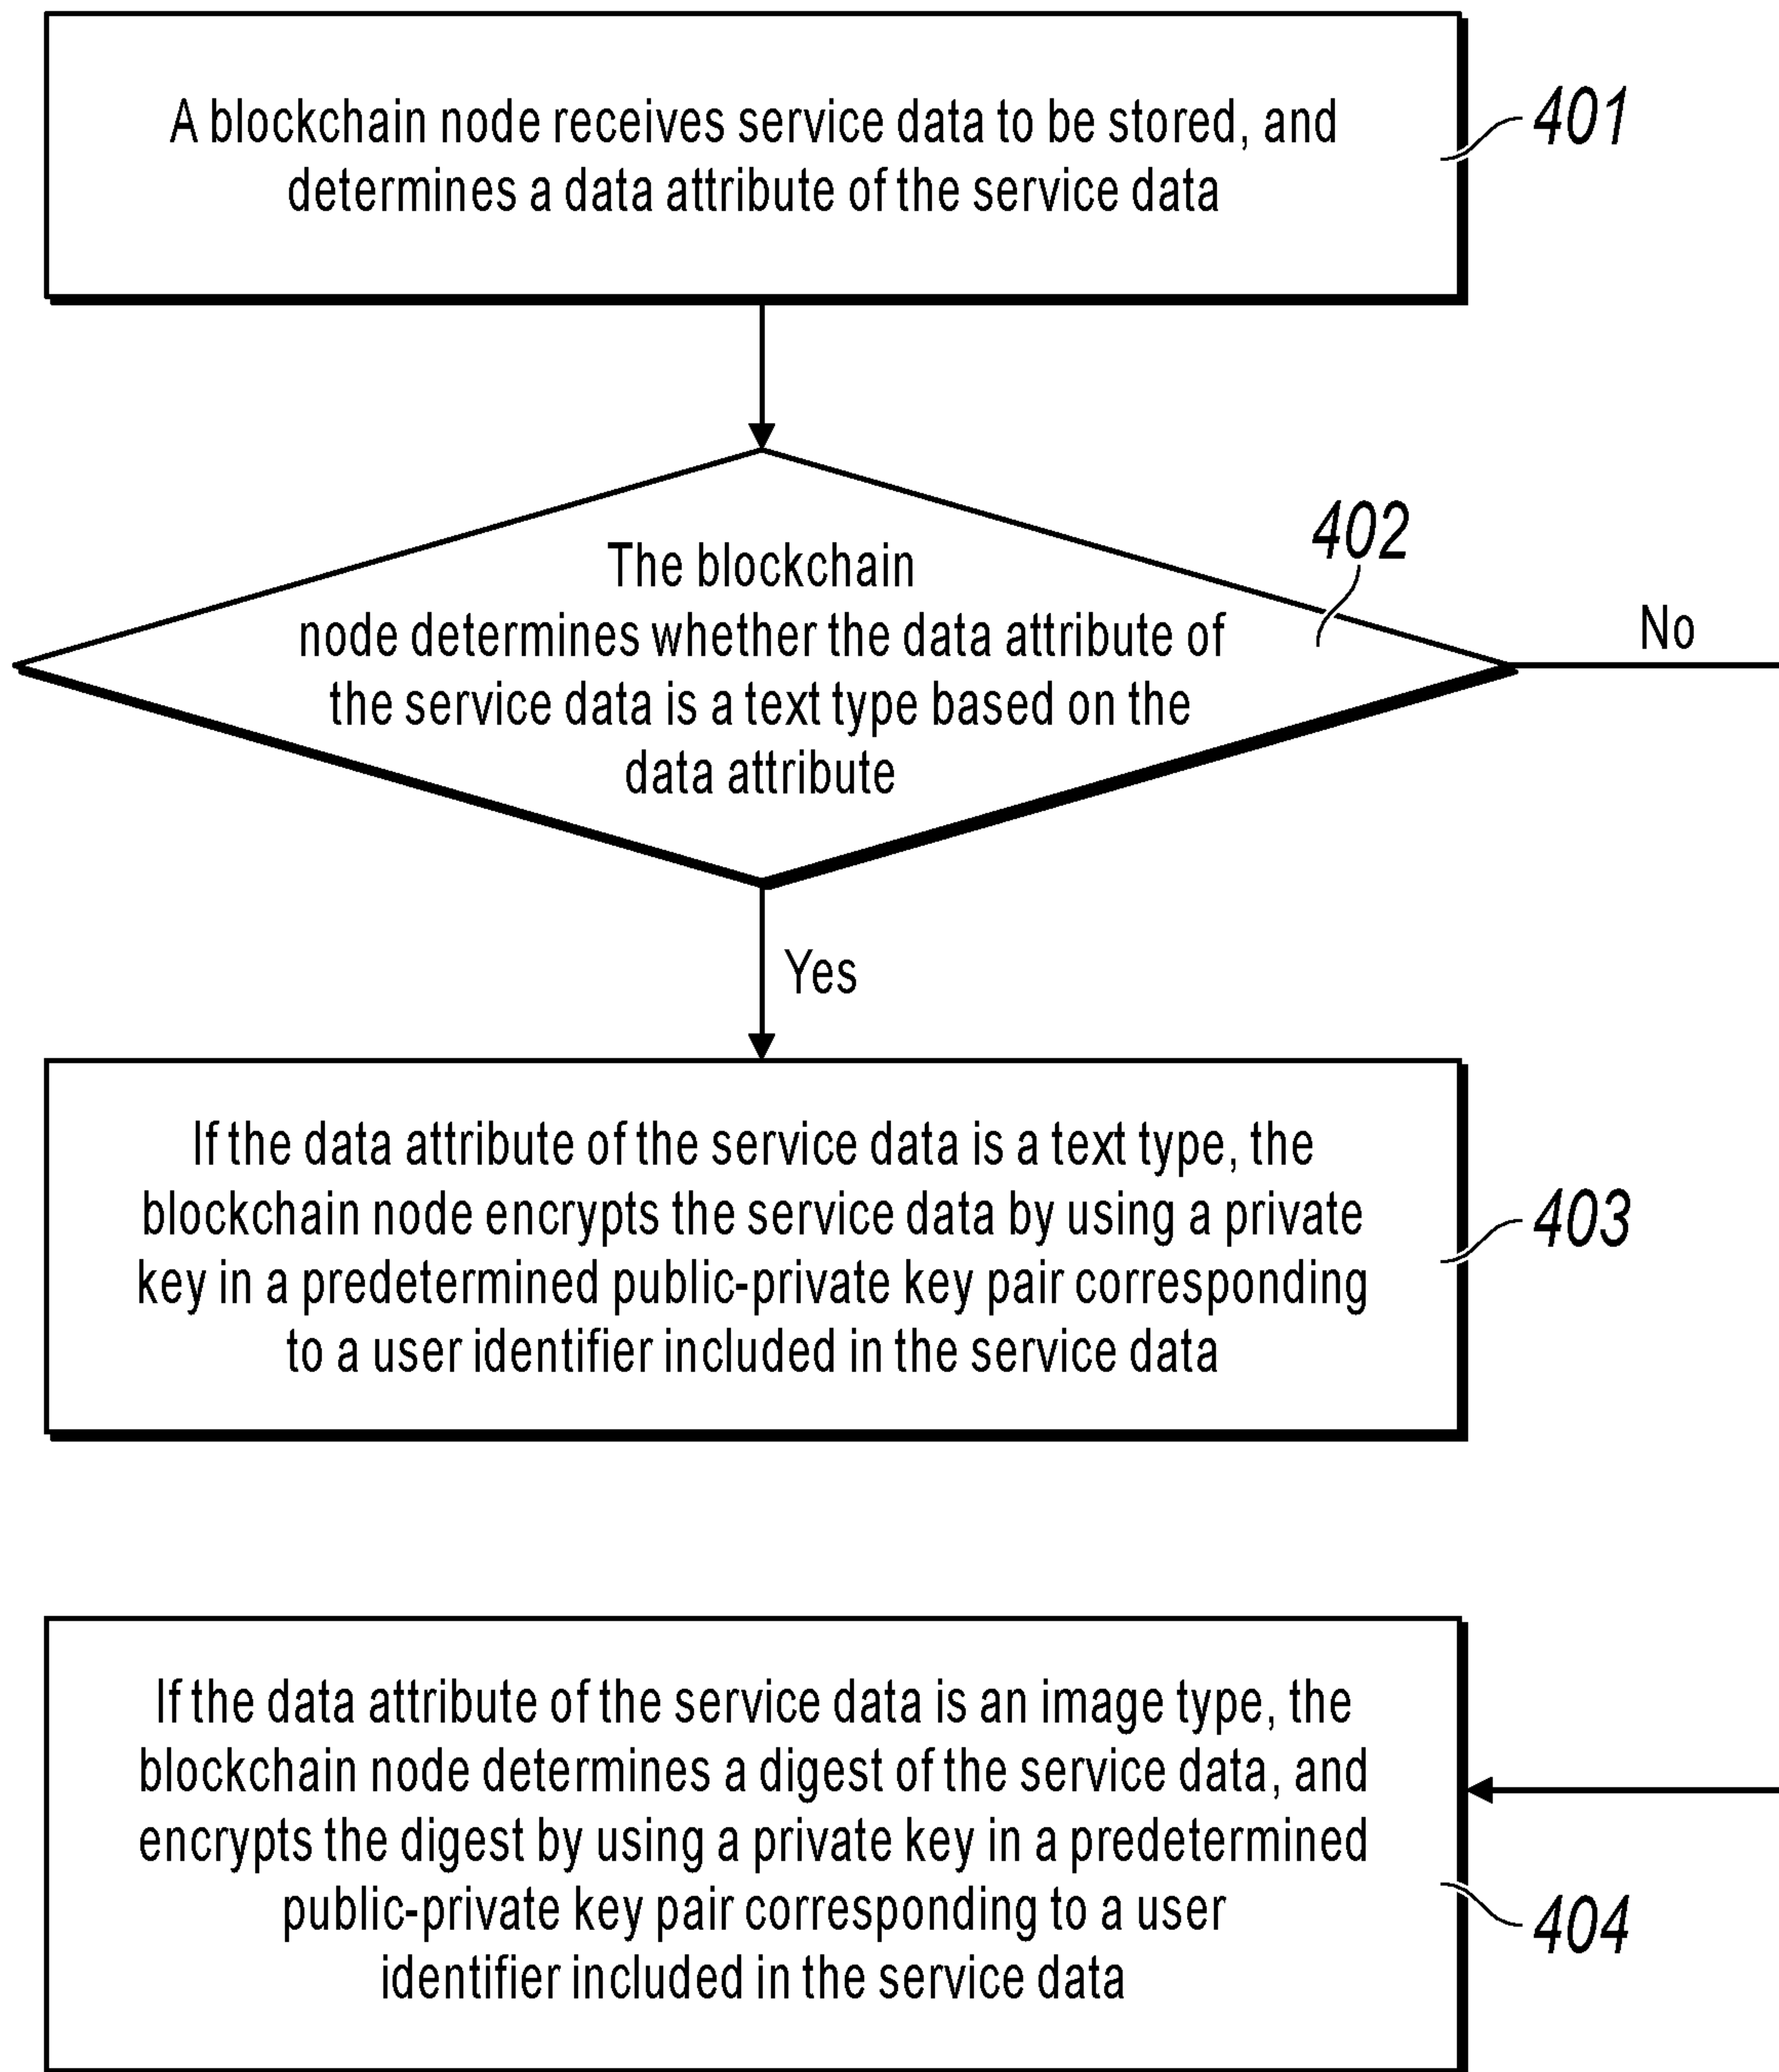 A blockchain node receives service data to be stored, and
determines a data attribute of the service data
401
The blockchain
node determines whether the data attribute of
the service data is a text type based on the
data attribute
402
No
Yes
If the data attribute of the service data is a text type, the
blockchain node encrypts the service data by using a private
key in a predetermined public-private key pair corresponding
to a user identifier included in the service data
403
If the data attribute of the service data is an image type, the
blockchain node determines a digest of the service data, and
encrypts the digest by using a private key in a predetermined
public-private key pair corresponding to a user
identifier included in the service data
404